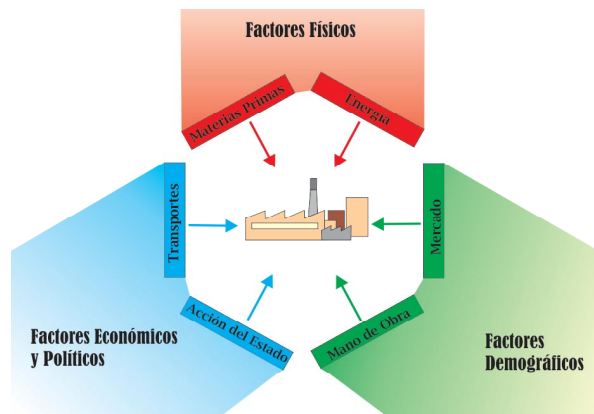 Factores Físicos
Materias Primas
Energía
Transportes
Mercado
Acción del Estado
Mano de Obra
Factores Económicos
y Políticos
Factores
Demográficos